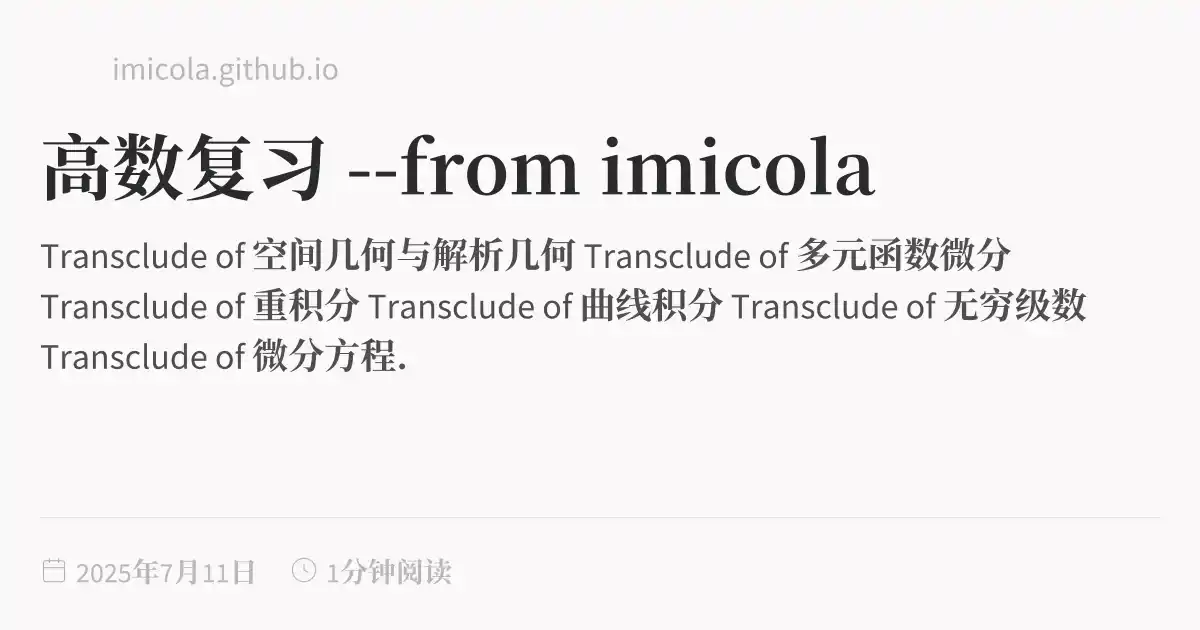 imicola.github.io
高数复习 --from imicola
Transclude of 空间几何与解析几何 Transclude of 多元函数微分
Transclude of 重积分 Transclude of 曲线积分 Transclude of 无穷级数
Transclude of 微分方程.
2025年7月11日 1分钟阅读